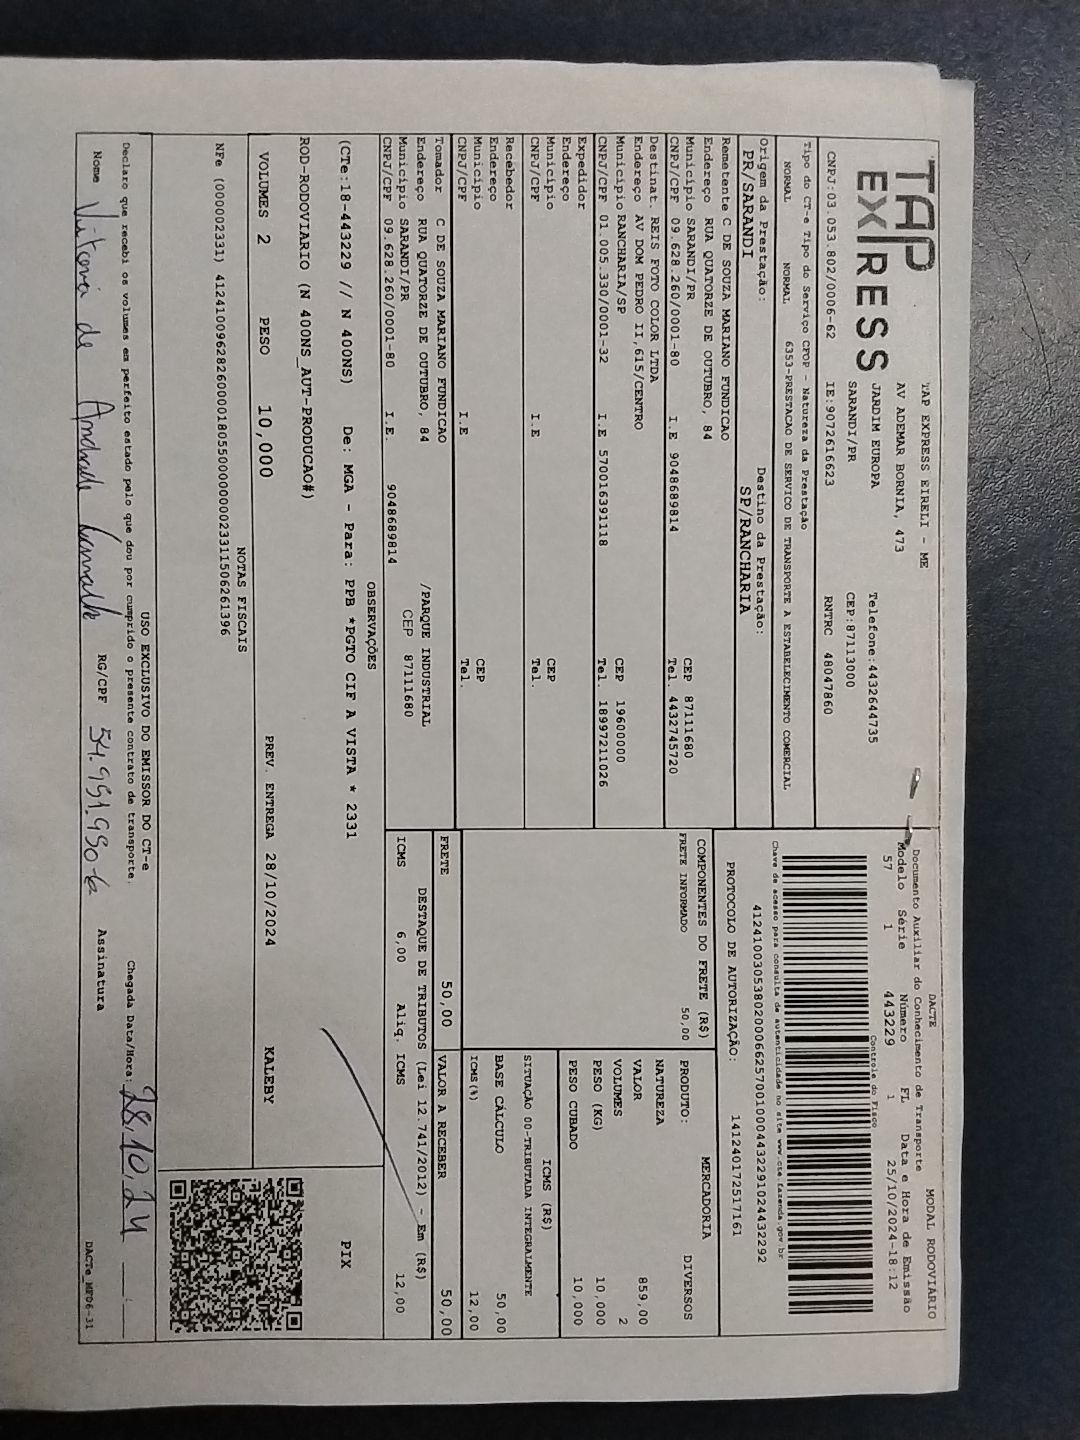 TAP
EXPRESS
TAP EXPRESS EIRELI - ME
AV ADEMAR BORNIA, 473
JARDIM EUROPA Telefone:4432644735
SARANDI/PR CEP:87113000
CNPJ:03.053.802/0006-62 IE:9072616623 RNTRC 48047860
Tipo do CT-e Tipo do Serviço CFOP - Natureza da Prestação
NORMAL NORMAL 6353-PRESTACAO DE SERVICO DE TRANSPORTE A ESTABELECIMENTO COMERCIAL
Origem da Prestação: Destino da Prestação:
PR/SARANDI SP/RANCHARIA
Remetente C DE SOUZA MARIANO FUNDICAO
Endereço RUA QUATORZE DE OUTUBRO, 84
Municipio SARANDI/PR CEP 87111680
CNPJ/CPF 09.628.260/0001-80 I.E 9048689814 Tel. 4432745720
Destinat. REIS FOTO COLOR LTDA
Endereço AV DOM PEDRO II,615/CENTRO
Municipio RANCHARIA/SP CEP 19600000
CNPJ/CPF 01.005.330/0001-32 I.E 570016391118 Tel. 18997211026
Expedidor
Endereço
Municipio CEP
CNPJ/CPF I.E Tel.
Recebedor
Endereço
Municipio CEP
CNPJ/CPF I.E Tel.
Tomador C DE SOUZA MARIANO FUNDICAO
Endereço RUA QUATORZE DE OUTUBRO, 84 /PARQUE INDUSTRIAL
Municipio SARANDI/PR CEP 87111680
CNPJ/CPF 09.628.260/0001-80 I.E. 9048689814
DACTE MODAL RODOVIARIO
Documento Auxiliar do Conhecimento de Transporte
Modelo Série Número FL Data e Hora de Emissão
57 1 443229 1 25/10/2024-18:12
Controle do Fisco
Chave de acesso para consulta de autenticidade no site www.cte.fazenda.gov.br
41241003053802000662570010004432291024432292
PROTOCOLO DE AUTORIZAÇÃO: 141240172517161
COMPONENTES DO FRETE (R$)
FRETE INFORMADO 50,00
PRODUTO: MERCADORIA
NATUREZA DIVERSOS
VALOR 859,00
VOLUMES 2
PESO (KG) 10,000
PESO CUBADO 10,000
ICMS (R$)
SITUAÇÃO 00-TRIBUTADA INTEGRALMENTE
BASE CÁLCULO 50,00
ICMS(%) 12,00
FRETE 50,00 VALOR A RECEBER 50,00
DESTAQUE DE TRIBUTOS (Lei 12.741/2012) - Em (R$)
ICMS 6,00 Aliq. ICMS 12,00
OBSERVAÇÕES
(CTe:18-443229 // N 400NS) De: MGA - Para: PPB *PGTO CIF A VISTA * 2331
PIX
ROD-RODOVIARIO (N 400NS_AUT-PRODUCAO#)
VOLUMES 2 PESO 10,000 PREV. ENTREGA 28/10/2024 KALEBY
NOTAS FISCAIS
NFe (000002331) 41241009628260000180550000000023311506261396
USO EXCLUSIVO DO EMISSOR DO CT-e
Declaro que recebi os volumes em perfeito estado pelo que dou por cumprido o presente contrato de transporte. Chegada Data/Hora: 28.10.24 __:__
Nome Vitória de Andrade RG/CPF 54.951.990-6 Assinatura
DACTe_MFD6-31